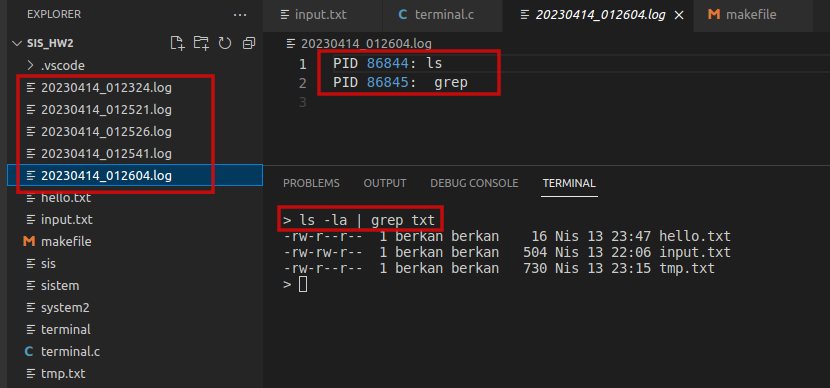 EXPLORER
SIS_HW2
.vscode
20230414_012324.log
20230414_012521.log
20230414_012526.log
20230414_012541.log
20230414_012604.log
hello.txt
input.txt
makefile
sis
sistem
system2
terminal
terminal.c
tmp.txt
input.txt terminal.c 20230414_012604.log makefile
20230414_012604.log
1 PID 86844: ls
2 PID 86845:  grep
3
PROBLEMS OUTPUT DEBUG CONSOLE TERMINAL
> ls -la | grep txt
-rw-r--r--  1 berkan berkan    16 Nis 13 23:47 hello.txt
-rw-rw-r--  1 berkan berkan   504 Nis 13 22:06 input.txt
-rw-r--r--  1 berkan berkan   730 Nis 13 23:15 tmp.txt
>